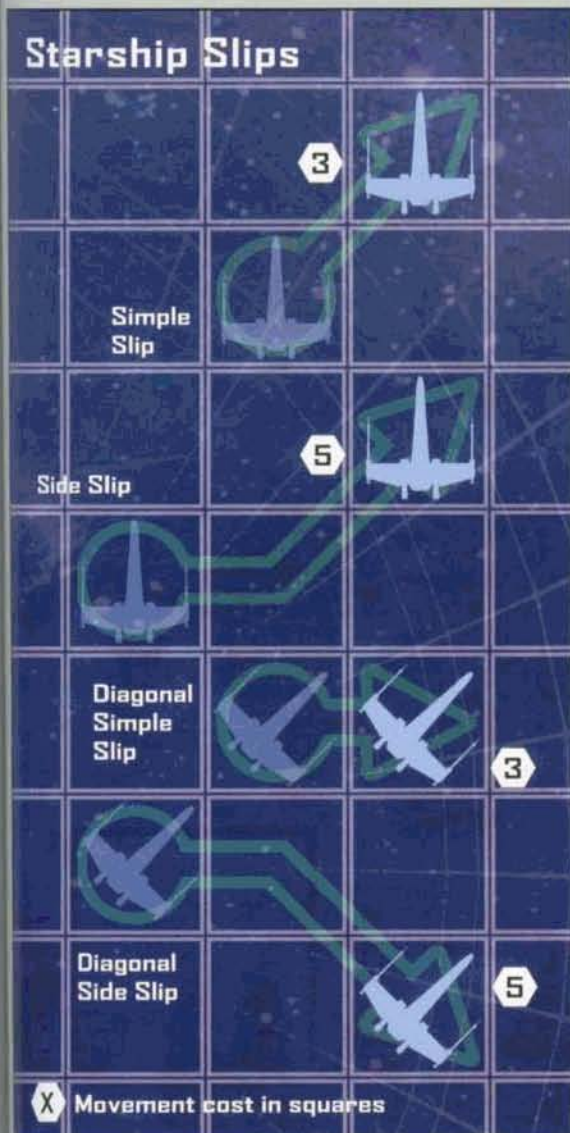 Starship Slips
3
Simple
Slip
5
Side Slip
Diagonal
Simple
Slip
3
Diagonal
Side Slip
5
X Movement cost in squares